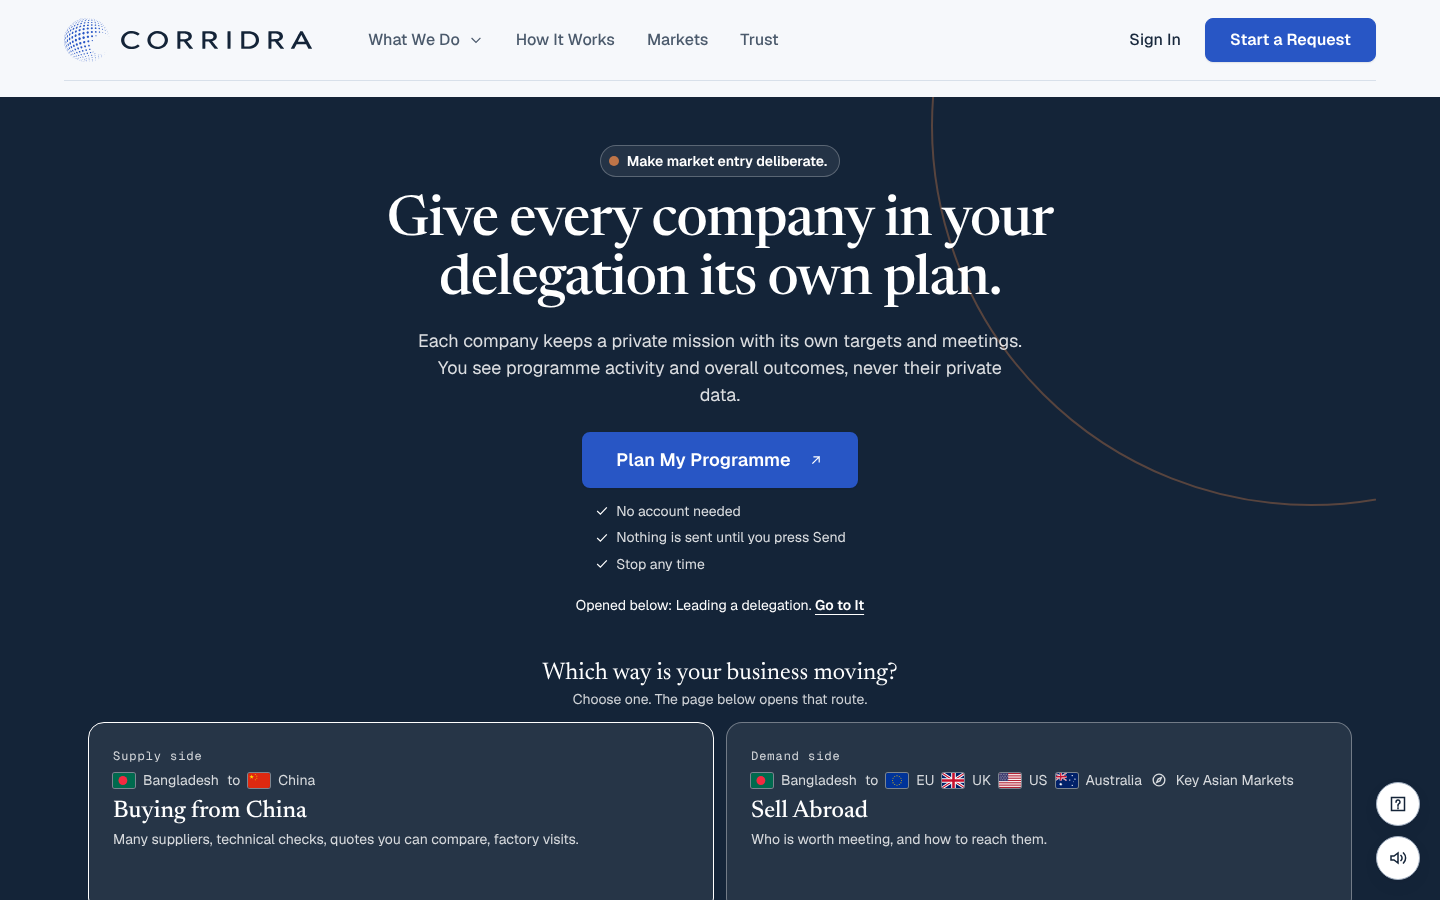 CORRIDRA
What We Do
How It Works
Markets
Trust
Sign In
Start a Request
Make market entry deliberate.
Give every company in your
delegation its own plan.
Each company keeps a private mission with its own targets and meetings.
You see programme activity and overall outcomes, never their private
data.
Plan My Programme
No account needed
Nothing is sent until you press Send
Stop any time
Opened below: Leading a delegation. Go to It
Which way is your business moving?
Choose one. The page below opens that route.
Supply side
Bangladesh to China
Buying from China
Many suppliers, technical checks, quotes you can compare, factory visits.
Demand side
Bangladesh to EU UK US Australia Key Asian Markets
Sell Abroad
Who is worth meeting, and how to reach them.